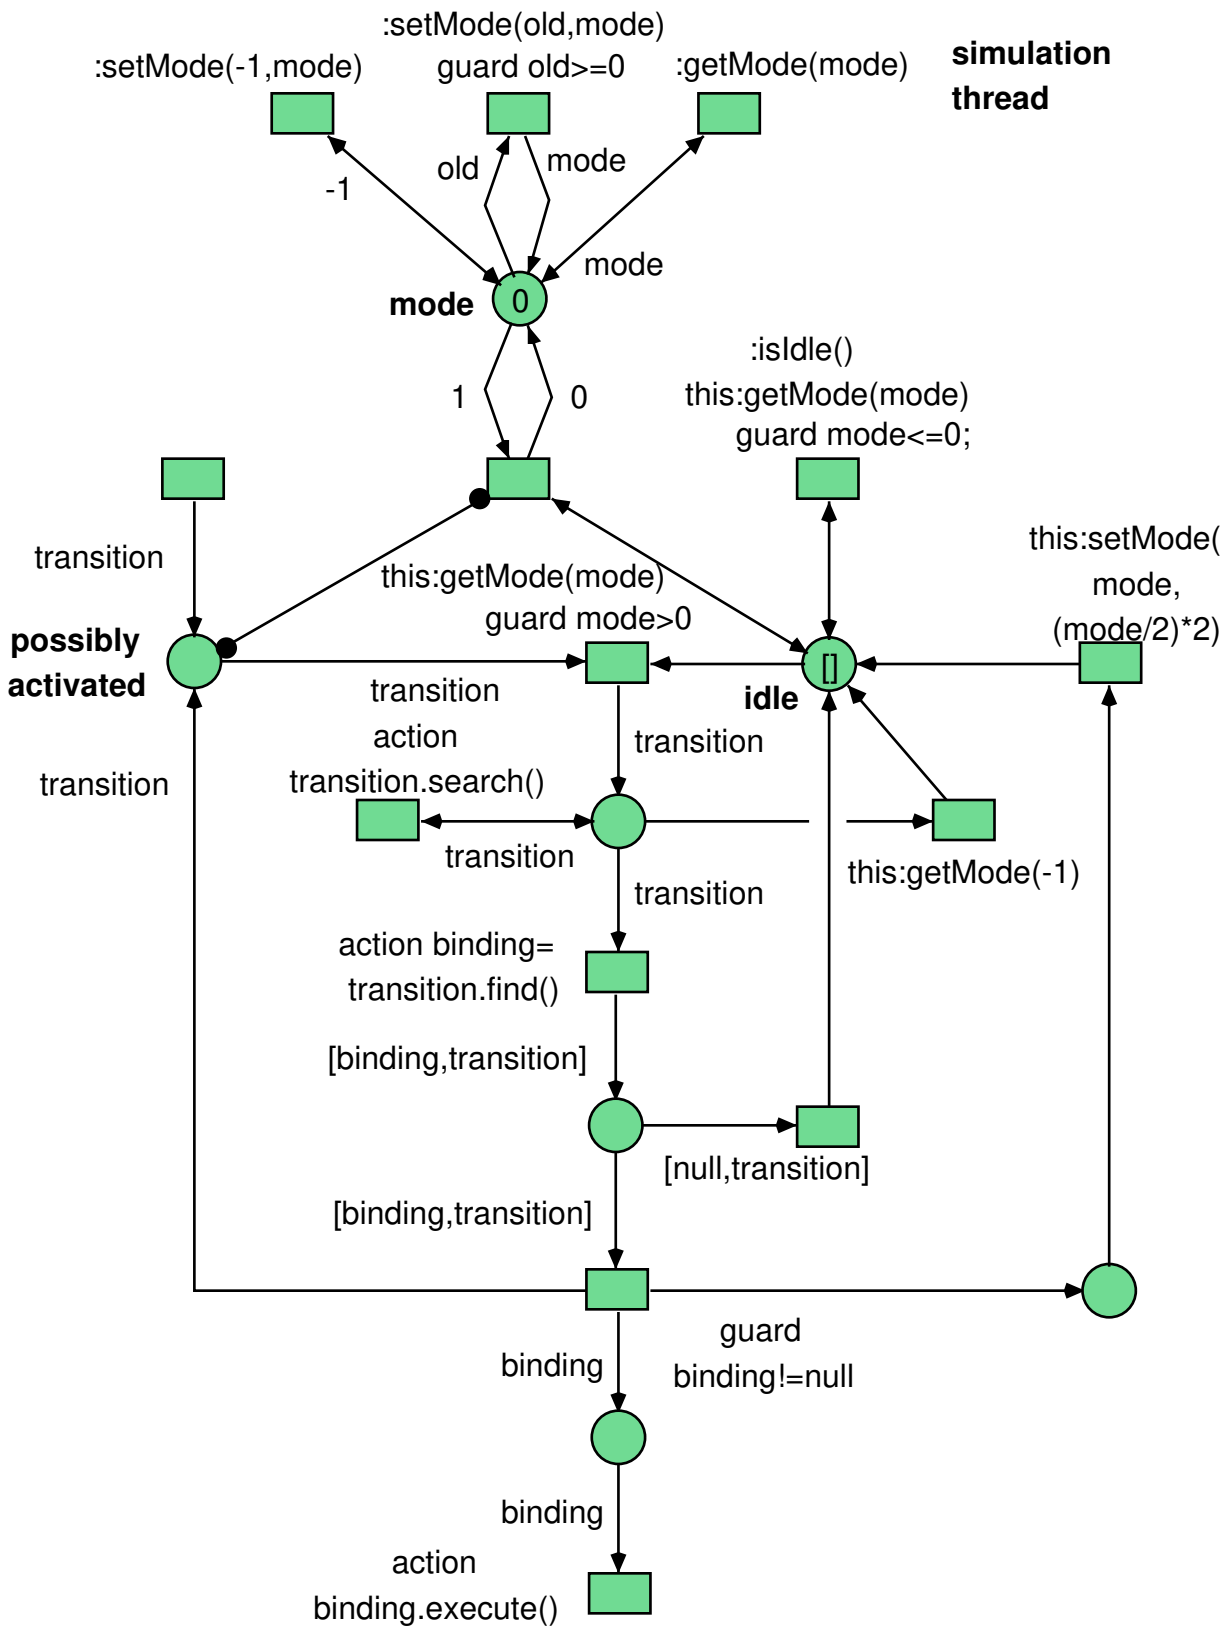 :setMode(old,mode)
guard old>=0
:setMode(-1,mode)
:getMode(mode)
simulation
thread
old
mode
-1
mode
mode
0
1
0
:isIdle()
this:getMode(mode)
guard mode<=0;
transition
this:setMode(
mode,
(mode/2)*2)
this:getMode(mode)
guard mode>0
possibly
activated
[]
idle
transition
transition
action
transition.search()
transition
transition
transition
this:getMode(-1)
action binding=
transition.find()
[binding,transition]
[null,transition]
[binding,transition]
guard
binding!=null
binding
binding
action
binding.execute()